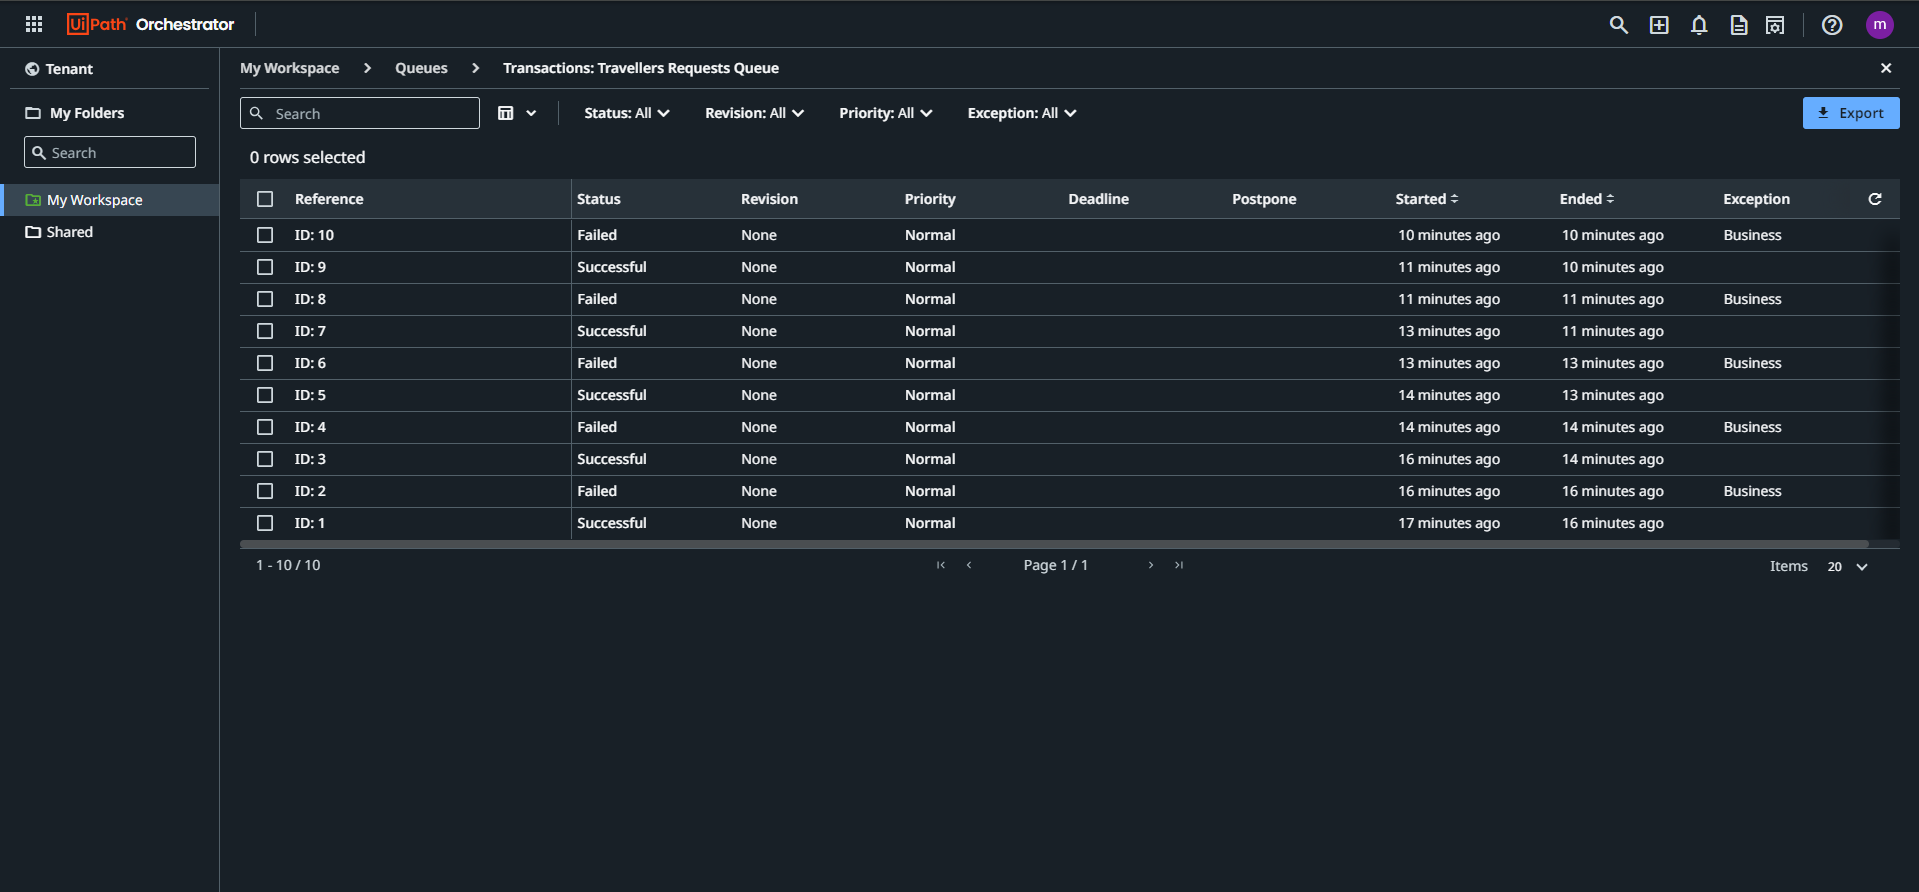 UiPath Orchestrator
m
Tenant
My Folders
Search
My Workspace
Shared
My Workspace > Queues > Transactions: Travellers Requests Queue
Search
Status: All Revision: All Priority: All Exception: All
Export
0 rows selected
Reference Status Revision Priority Deadline Postpone Started Ended Exception
ID: 10 Failed None Normal 10 minutes ago 10 minutes ago Business
ID: 9 Successful None Normal 11 minutes ago 10 minutes ago
ID: 8 Failed None Normal 11 minutes ago 11 minutes ago Business
ID: 7 Successful None Normal 13 minutes ago 11 minutes ago
ID: 6 Failed None Normal 13 minutes ago 13 minutes ago Business
ID: 5 Successful None Normal 14 minutes ago 13 minutes ago
ID: 4 Failed None Normal 14 minutes ago 14 minutes ago Business
ID: 3 Successful None Normal 16 minutes ago 14 minutes ago
ID: 2 Failed None Normal 16 minutes ago 16 minutes ago Business
ID: 1 Successful None Normal 17 minutes ago 16 minutes ago
1 - 10 / 10 Page 1 / 1 Items 20